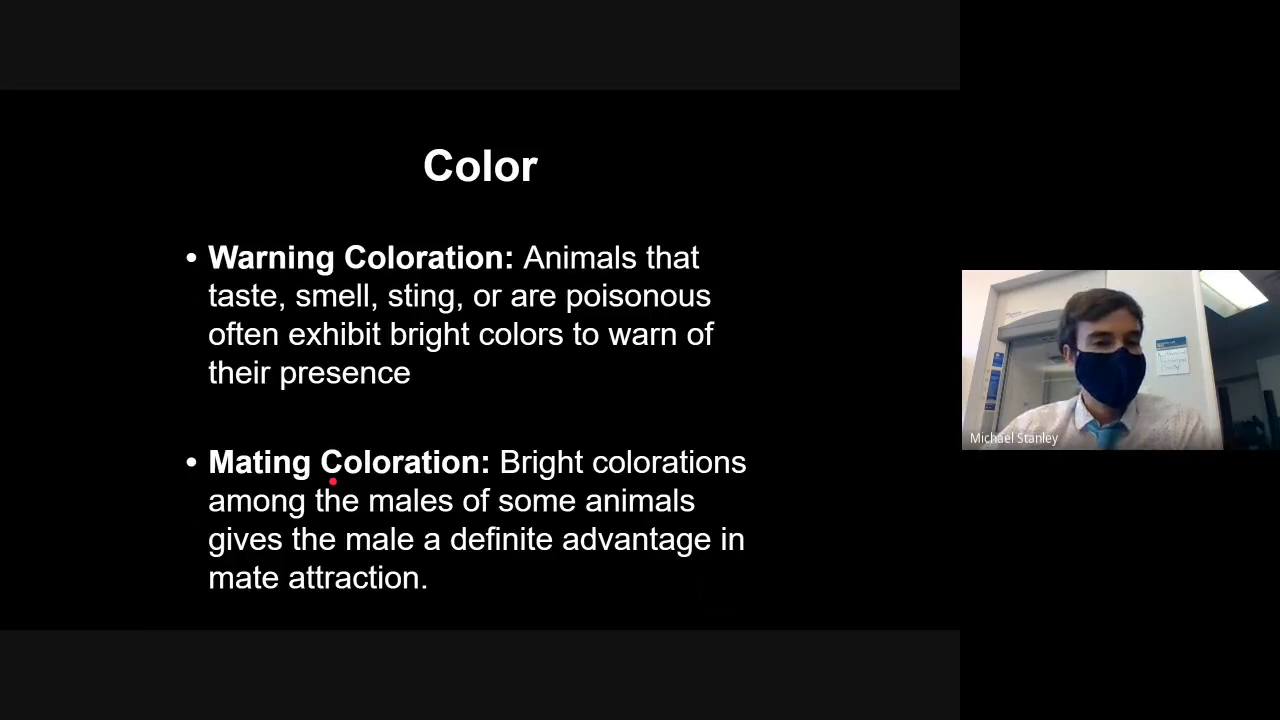 Color
• Warning Coloration: Animals that
taste, smell, sting, or are poisonous
often exhibit bright colors to warn of
their presence
• Mating Coloration: Bright colorations
among the males of some animals
gives the male a definite advantage in
mate attraction.
Michael Stanley